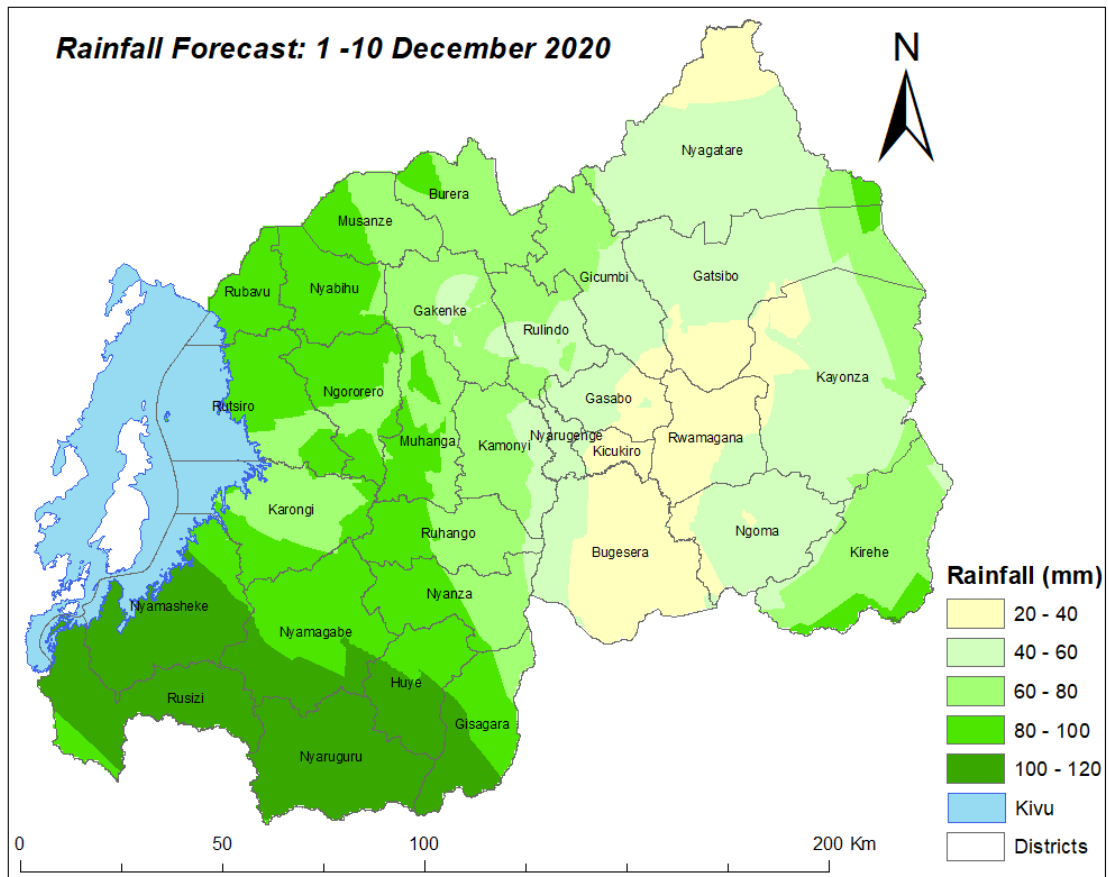 Rainfall Forecast: 1 -10 December 2020
N
Nyagatare
Burera
Musanze
Gicumbi
Gatsibo
Rubavu
Nyabihu
Gakenke
Rulindo
Kayonza
Ngororero
Rutsiro
Gasabo
Muhanga
Kamonyi
Nyarugenge
Rwamagana
Kicukiro
Karongi
Ruhango
Bugesera
Ngoma
Kirehe
Nyanza
Nyamasheke
Nyamagabe
Huye
Rusizi
Gisagara
Nyaruguru
Rainfall (mm)
20 - 40
40 - 60
60 - 80
80 - 100
100 - 120
Kivu
Districts
0 50 100 200 Km